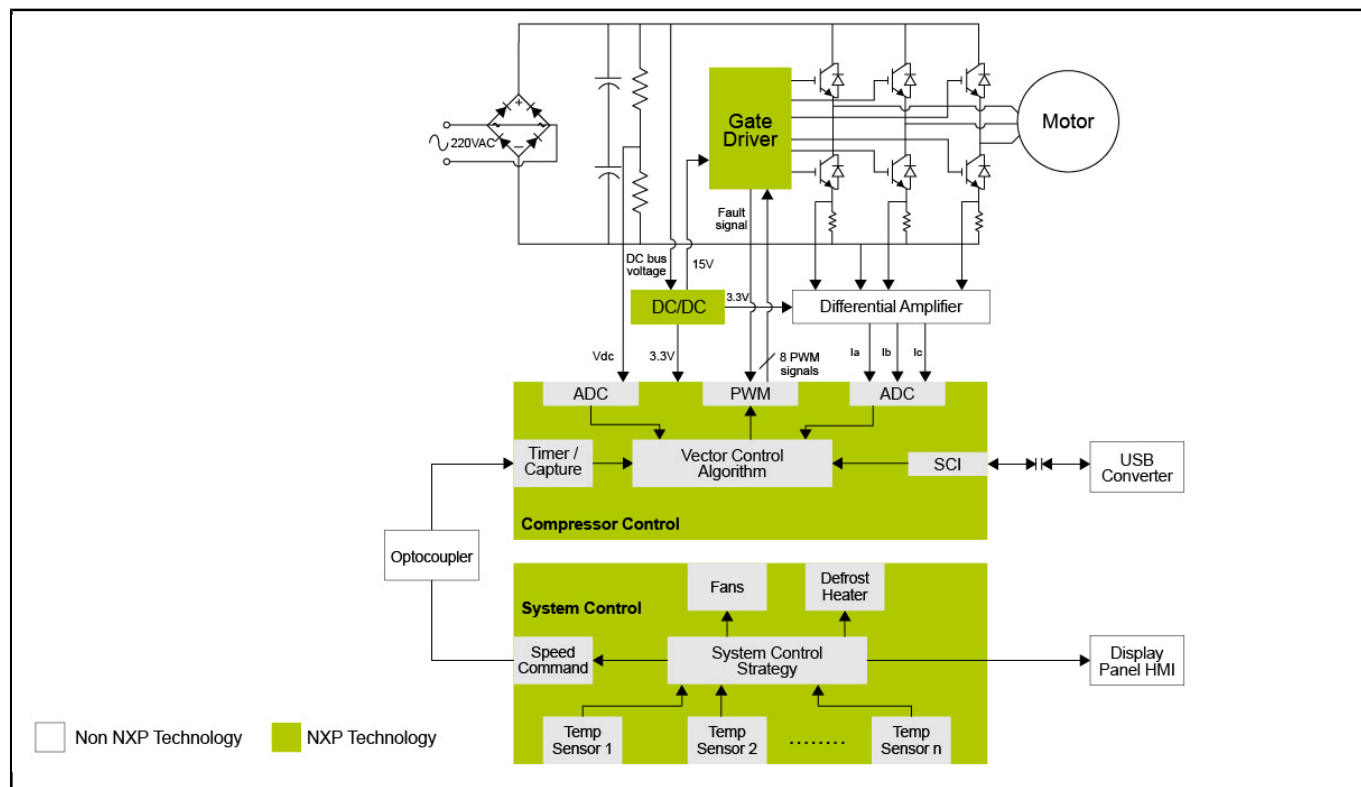 220VAC
+
−
Gate
Driver
Motor
Fault
signal
DC bus
voltage
15V
3.3V
DC/DC
Differential Amplifier
Vdc
3.3V
8 PWM
signals
Ia
Ib
Ic
ADC
PWM
ADC
Timer /
Capture
Vector Control
Algorithm
SCI
USB
Converter
Compressor Control
Optocoupler
System Control
Fans
Defrost
Heater
Speed
Command
System Control
Strategy
Display
Panel HMI
Temp
Sensor 1
Temp
Sensor 2
........
Temp
Sensor n
Non NXP Technology
NXP Technology